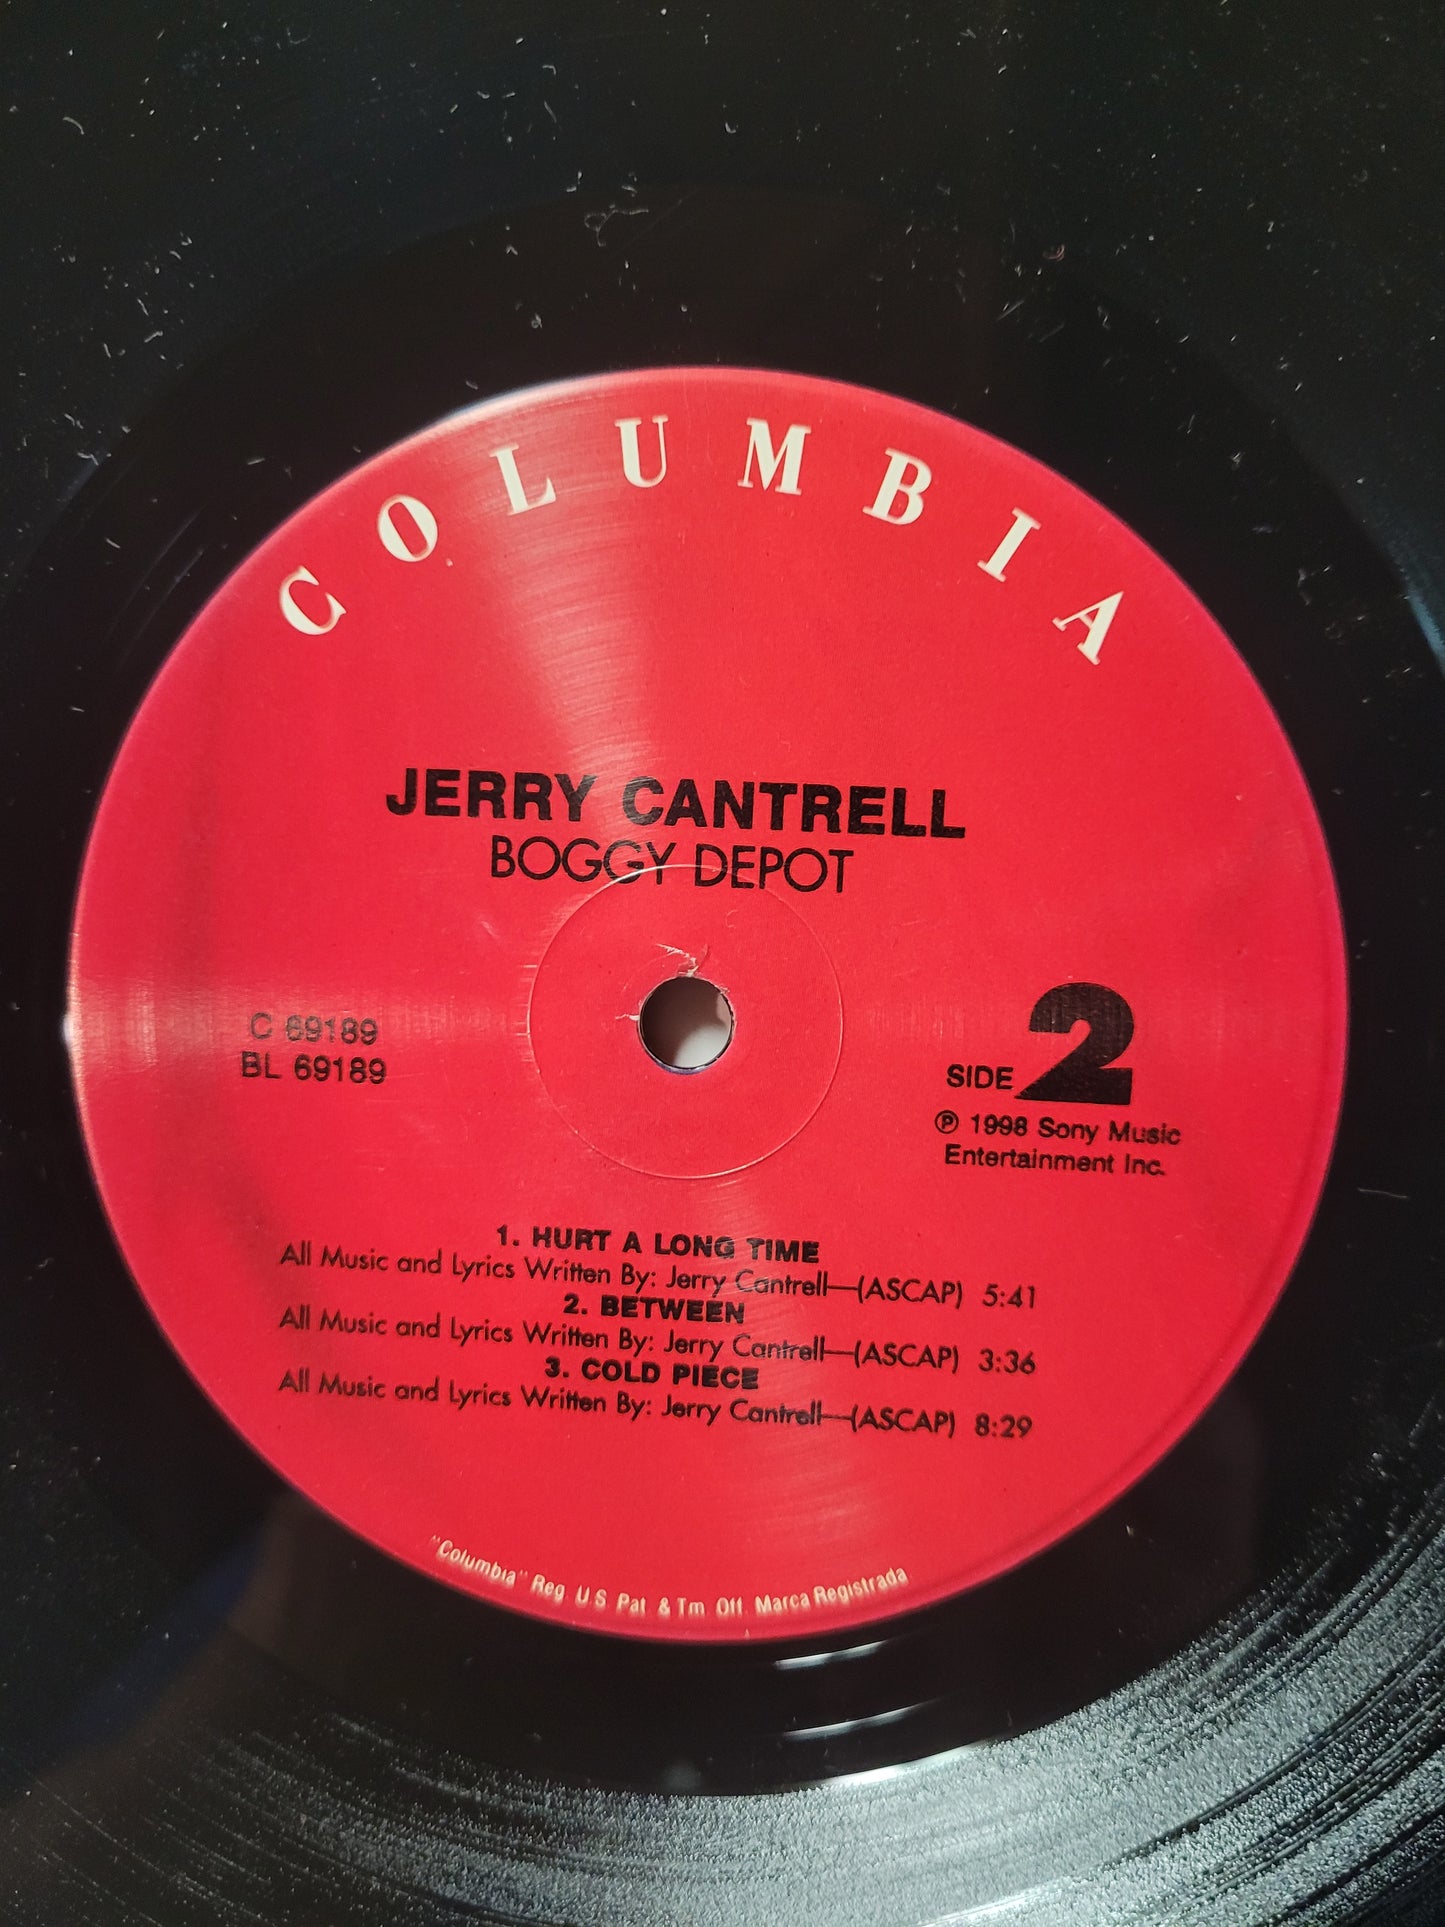 COLUMBIA
JERRY CANTRELL
BOGGY DEPOT
C 69189
BL 69189
SIDE 2
℗ 1998 Sony Music
Entertainment Inc.
1. HURT A LONG TIME
All Music and Lyrics Written By: Jerry Cantrell—(ASCAP) 5:41
2. BETWEEN
All Music and Lyrics Written By: Jerry Cantrell—(ASCAP) 3:36
3. COLD PIECE
All Music and Lyrics Written By: Jerry Cantrell—(ASCAP) 8:29
"Columbia" Reg. U.S. Pat. & Tm. Off. Marca Registrada